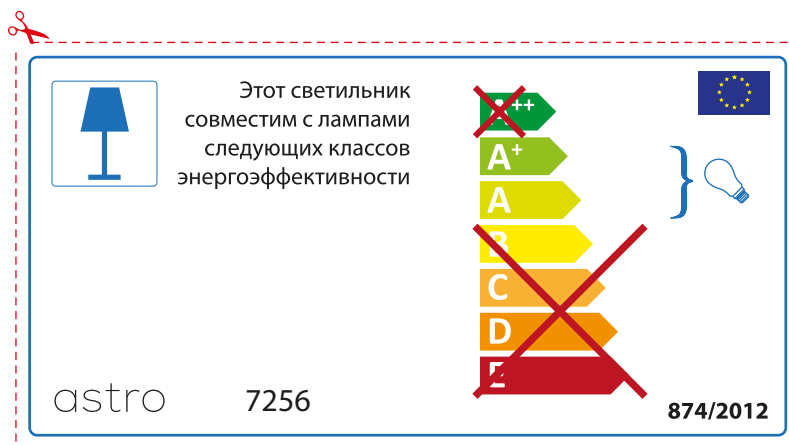 Этот светильник
совместим с лампами
следующих классов
энергоэффективности
A++
A+
A
B
C
D
E
astro
7256
874/2012